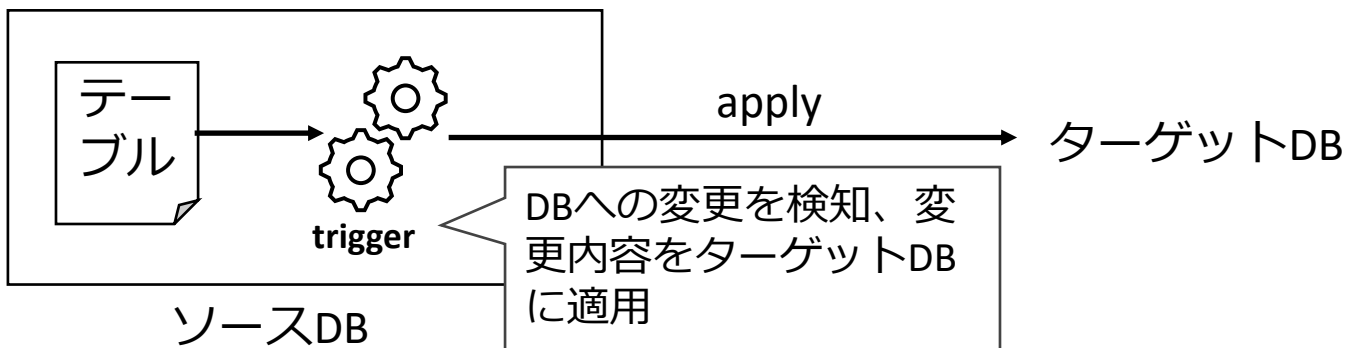 テー
ブル
trigger
apply
ターゲットDB
DBへの変更を検知、変
更内容をターゲットDB
に適用
ソースDB